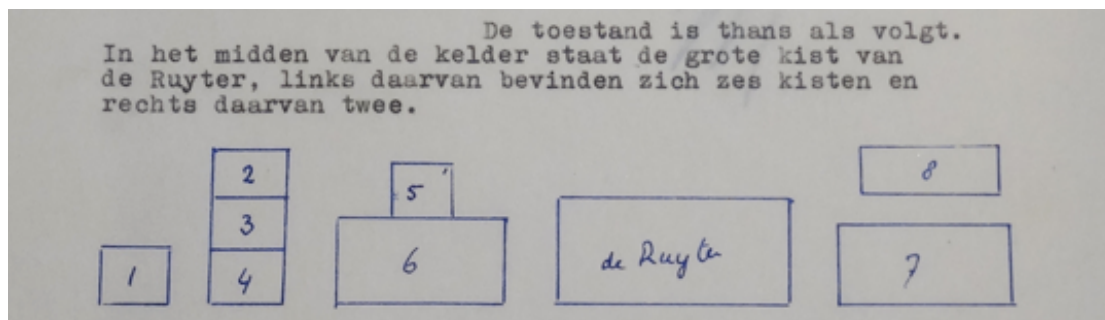 De toestand is thans als volgt.
In het midden van de kelder staat de grote kist van
de Ruyter, links daarvan bevinden zich zes kisten en
rechts daarvan twee.
2
8
5
3
1
4
6
de Ruyter
7